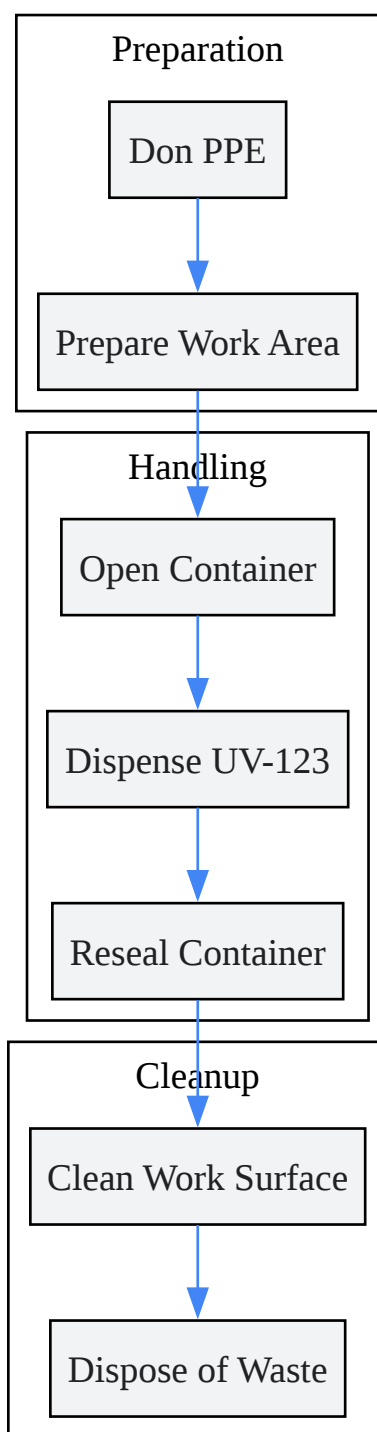 Preparation
Don PPE
Prepare Work Area
Handling
Open Container
Dispense UV-123
Reseal Container
Cleanup
Clean Work Surface
Dispose of Waste